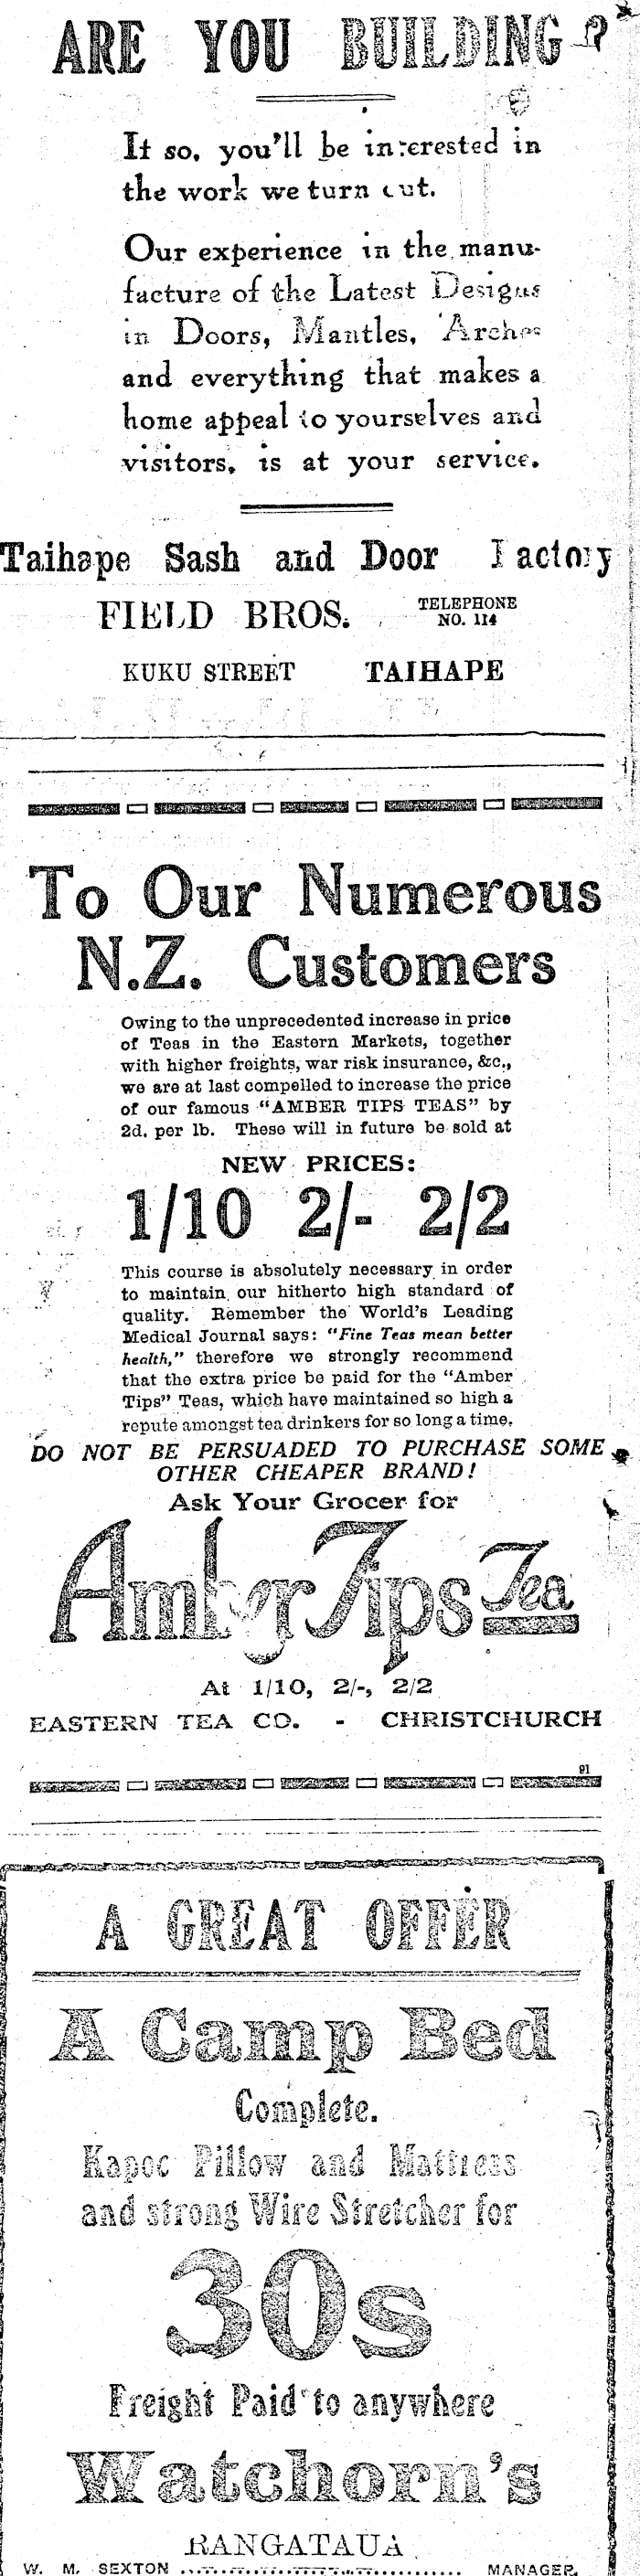 ARE YOU BUILDING?
If so, you'll be interested in
the work we turn out.
Our experience in the manu-
facture of the Latest Designs
in Doors, Mantles, Arches
and everything that makes a
home appeal to yourselves and
visitors, is at your service.
Taihape Sash and Door Factory
FIELD BROS. TELEPHONE NO. 114
KUKU STREET TAIHAPE
To Our Numerous
N.Z. Customers
Owing to the unprecedented increase in price
of Teas in the Eastern Markets, together
with higher freights, war risk insurance, &c.,
we are at last compelled to increase the price
of our famous "AMBER TIPS TEAS" by
2d. per lb. These will in future be sold at
NEW PRICES:
1/10 2/- 2/2
This course is absolutely necessary in order
to maintain our hitherto high standard of
quality. Remember the World's Leading
Medical Journal says: "Fine Teas mean better
health," therefore we strongly recommend
that the extra price be paid for the "Amber
Tips" Teas, which have maintained so high a
repute amongst tea drinkers for so long a time.
DO NOT BE PERSUADED TO PURCHASE SOME
OTHER CHEAPER BRAND!
Ask Your Grocer for
Amber Tips Tea
At 1/10, 2/-, 2/2
EASTERN TEA CO. - CHRISTCHURCH
91
A GREAT OFFER
A Camp Bed
Complete.
Kapoc Pillow and Mattress
and strong Wire Stretcher for
30s
Freight Paid to anywhere
Watchorn's
RANGATAUA
W. M. SEXTON .......................... MANAGER.